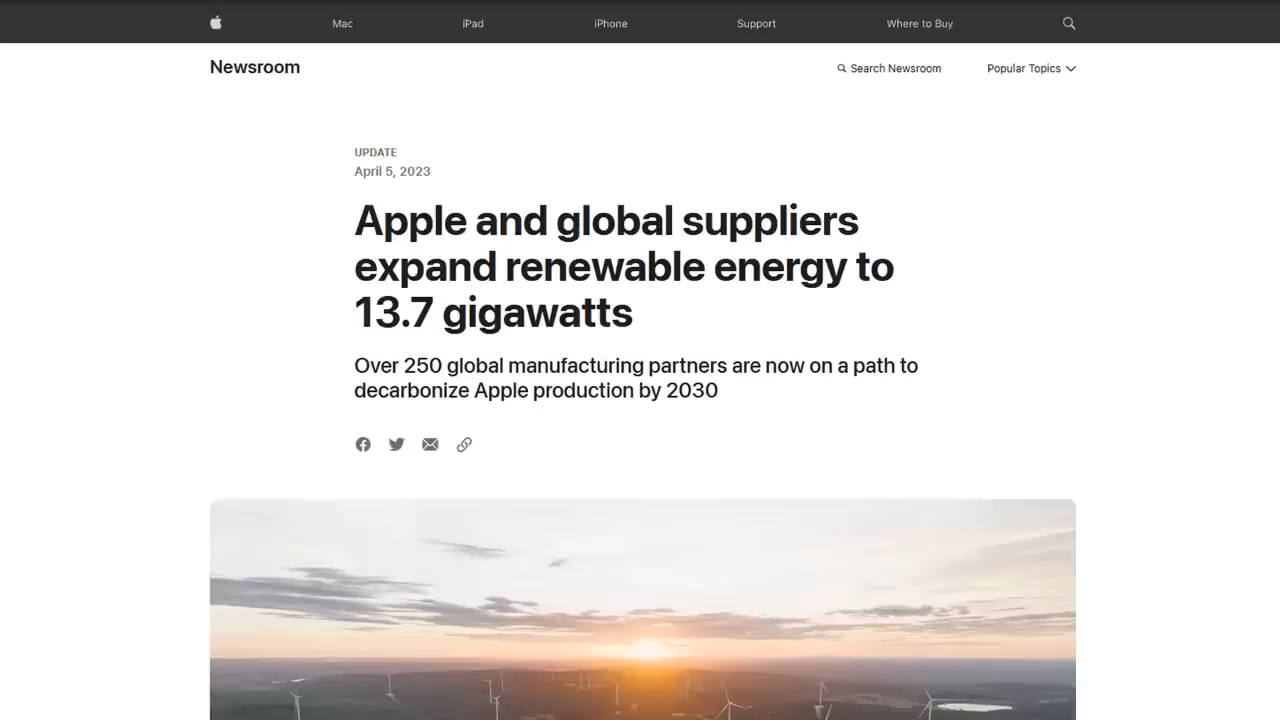 Mac iPad iPhone Support Where to Buy
Newsroom Search Newsroom Popular Topics
UPDATE
April 5, 2023
Apple and global suppliers
expand renewable energy to
13.7 gigawatts
Over 250 global manufacturing partners are now on a path to
decarbonize Apple production by 2030